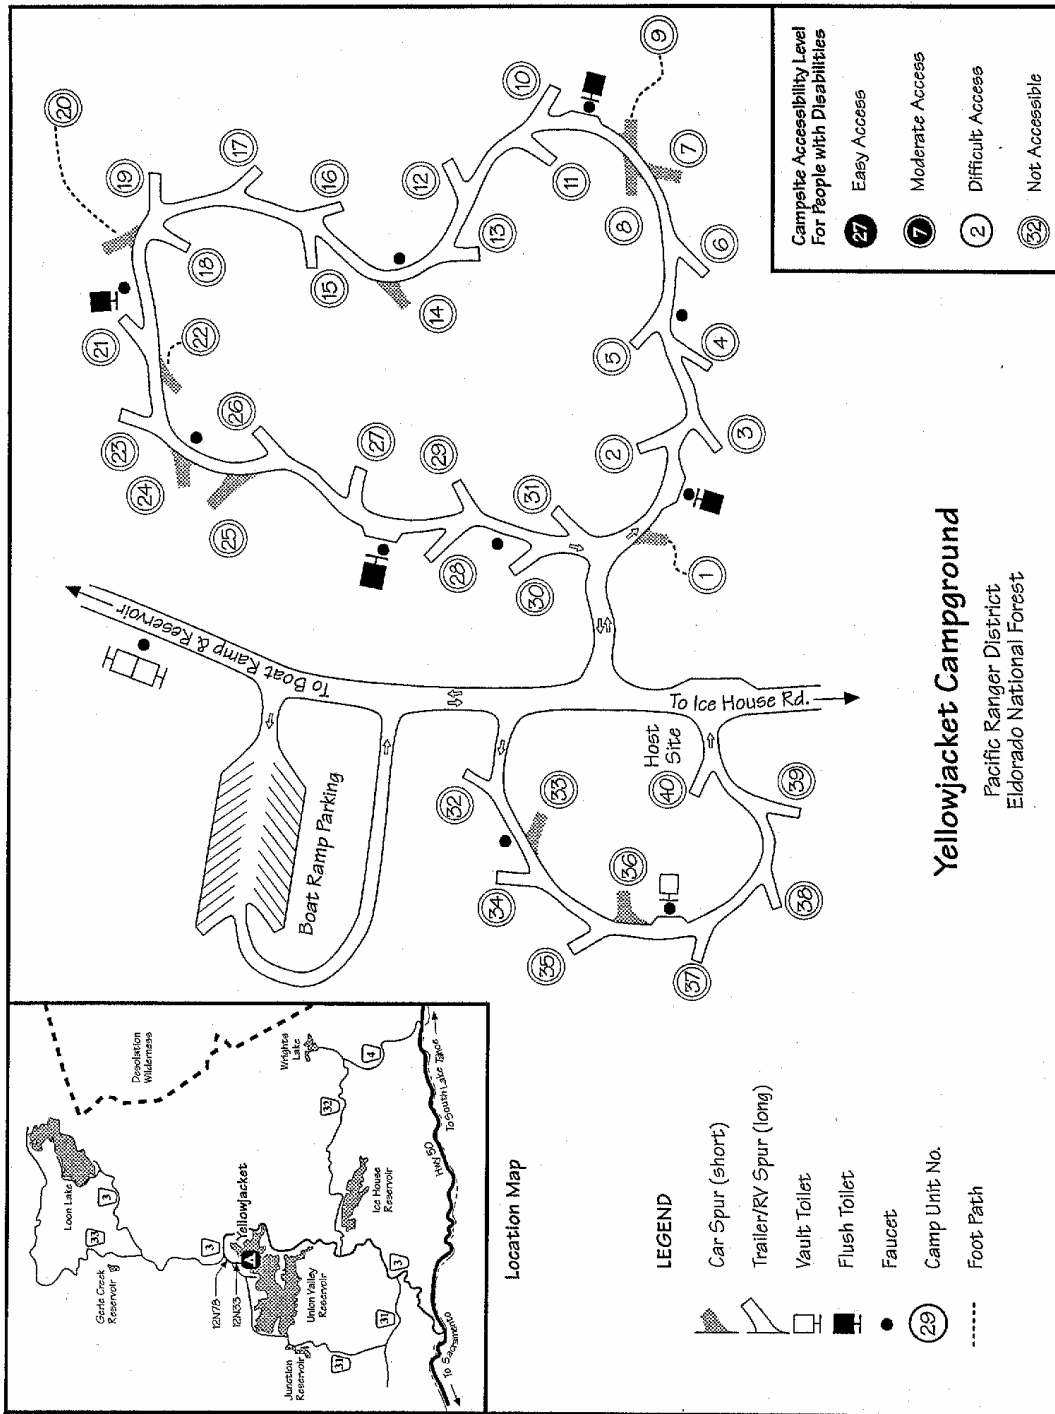 Yellowjacket Campground
Pacific Ranger District
Eldorado National Forest
Campsite Accessibility Level
For People with Disabilities
27 Easy Access
7 Moderate Access
2 Difficult Access
32 Not Accessible
1
2
3
4
5
6
7
8
9
10
11
12
13
14
15
16
17
18
19
20
21
22
23
24
25
26
27
28
29
30
31
To Boat Ramp & Reservoir
Boat Ramp Parking
To Ice House Rd.
Host
Site
32
33
34
35
36
37
38
39
40
Location Map
Loon Lake
Desolation
Wilderness
Gerle Creek
Reservoir
33
3
3
12N78
12N33
Yellowjacket
A
Union Valley
Reservoir
Junction
Reservoir
31
31
Ice House
Reservoir
32
Wrights
Lake
4
3
To Sacramento
Hwy 50
To South Lake Tahoe
LEGEND
Car Spur (short)
Trailer/RV Spur (long)
Vault Toilet
Flush Toilet
Faucet
29 Camp Unit No.
Foot Path